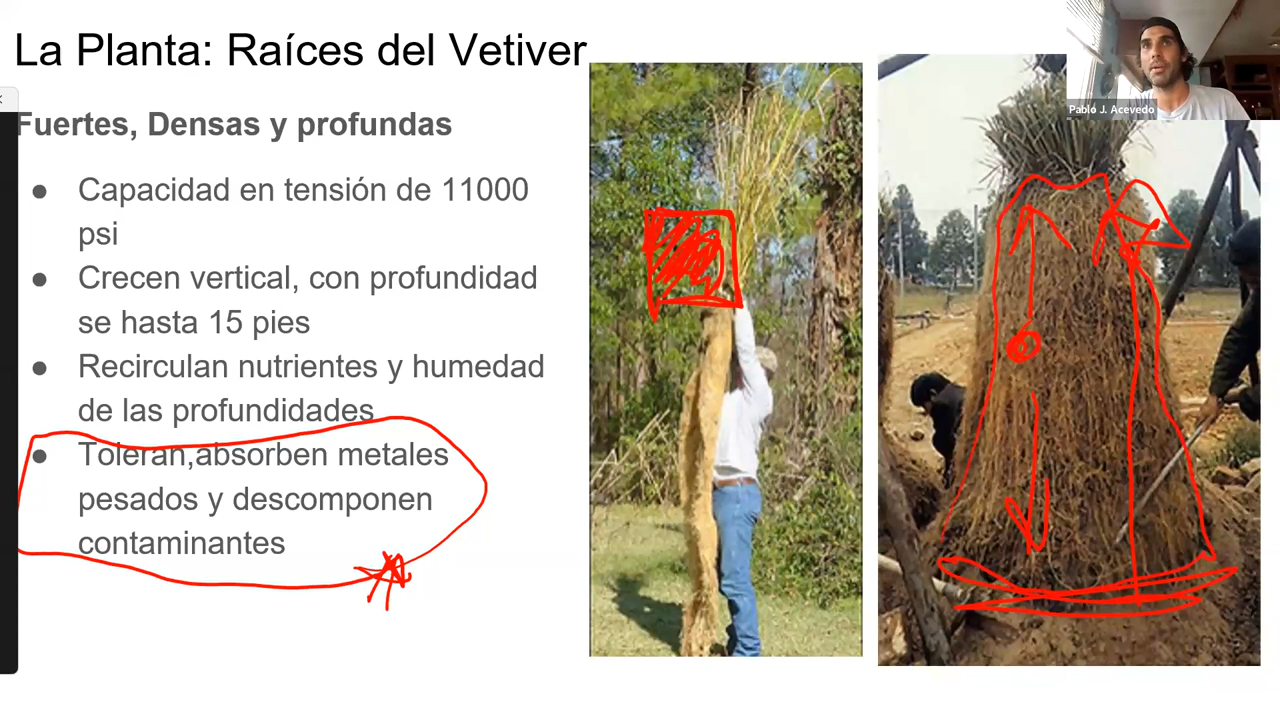 La Planta: Raíces del Vetiver
Fuertes, Densas y profundas
● Capacidad en tensión de 11000
psi
● Crecen vertical, con profundidad
se hasta 15 pies
● Recirculan nutrientes y humedad
de las profundidades
● Toleran,absorben metales
pesados y descomponen
contaminantes
Pablo J. Acevedo